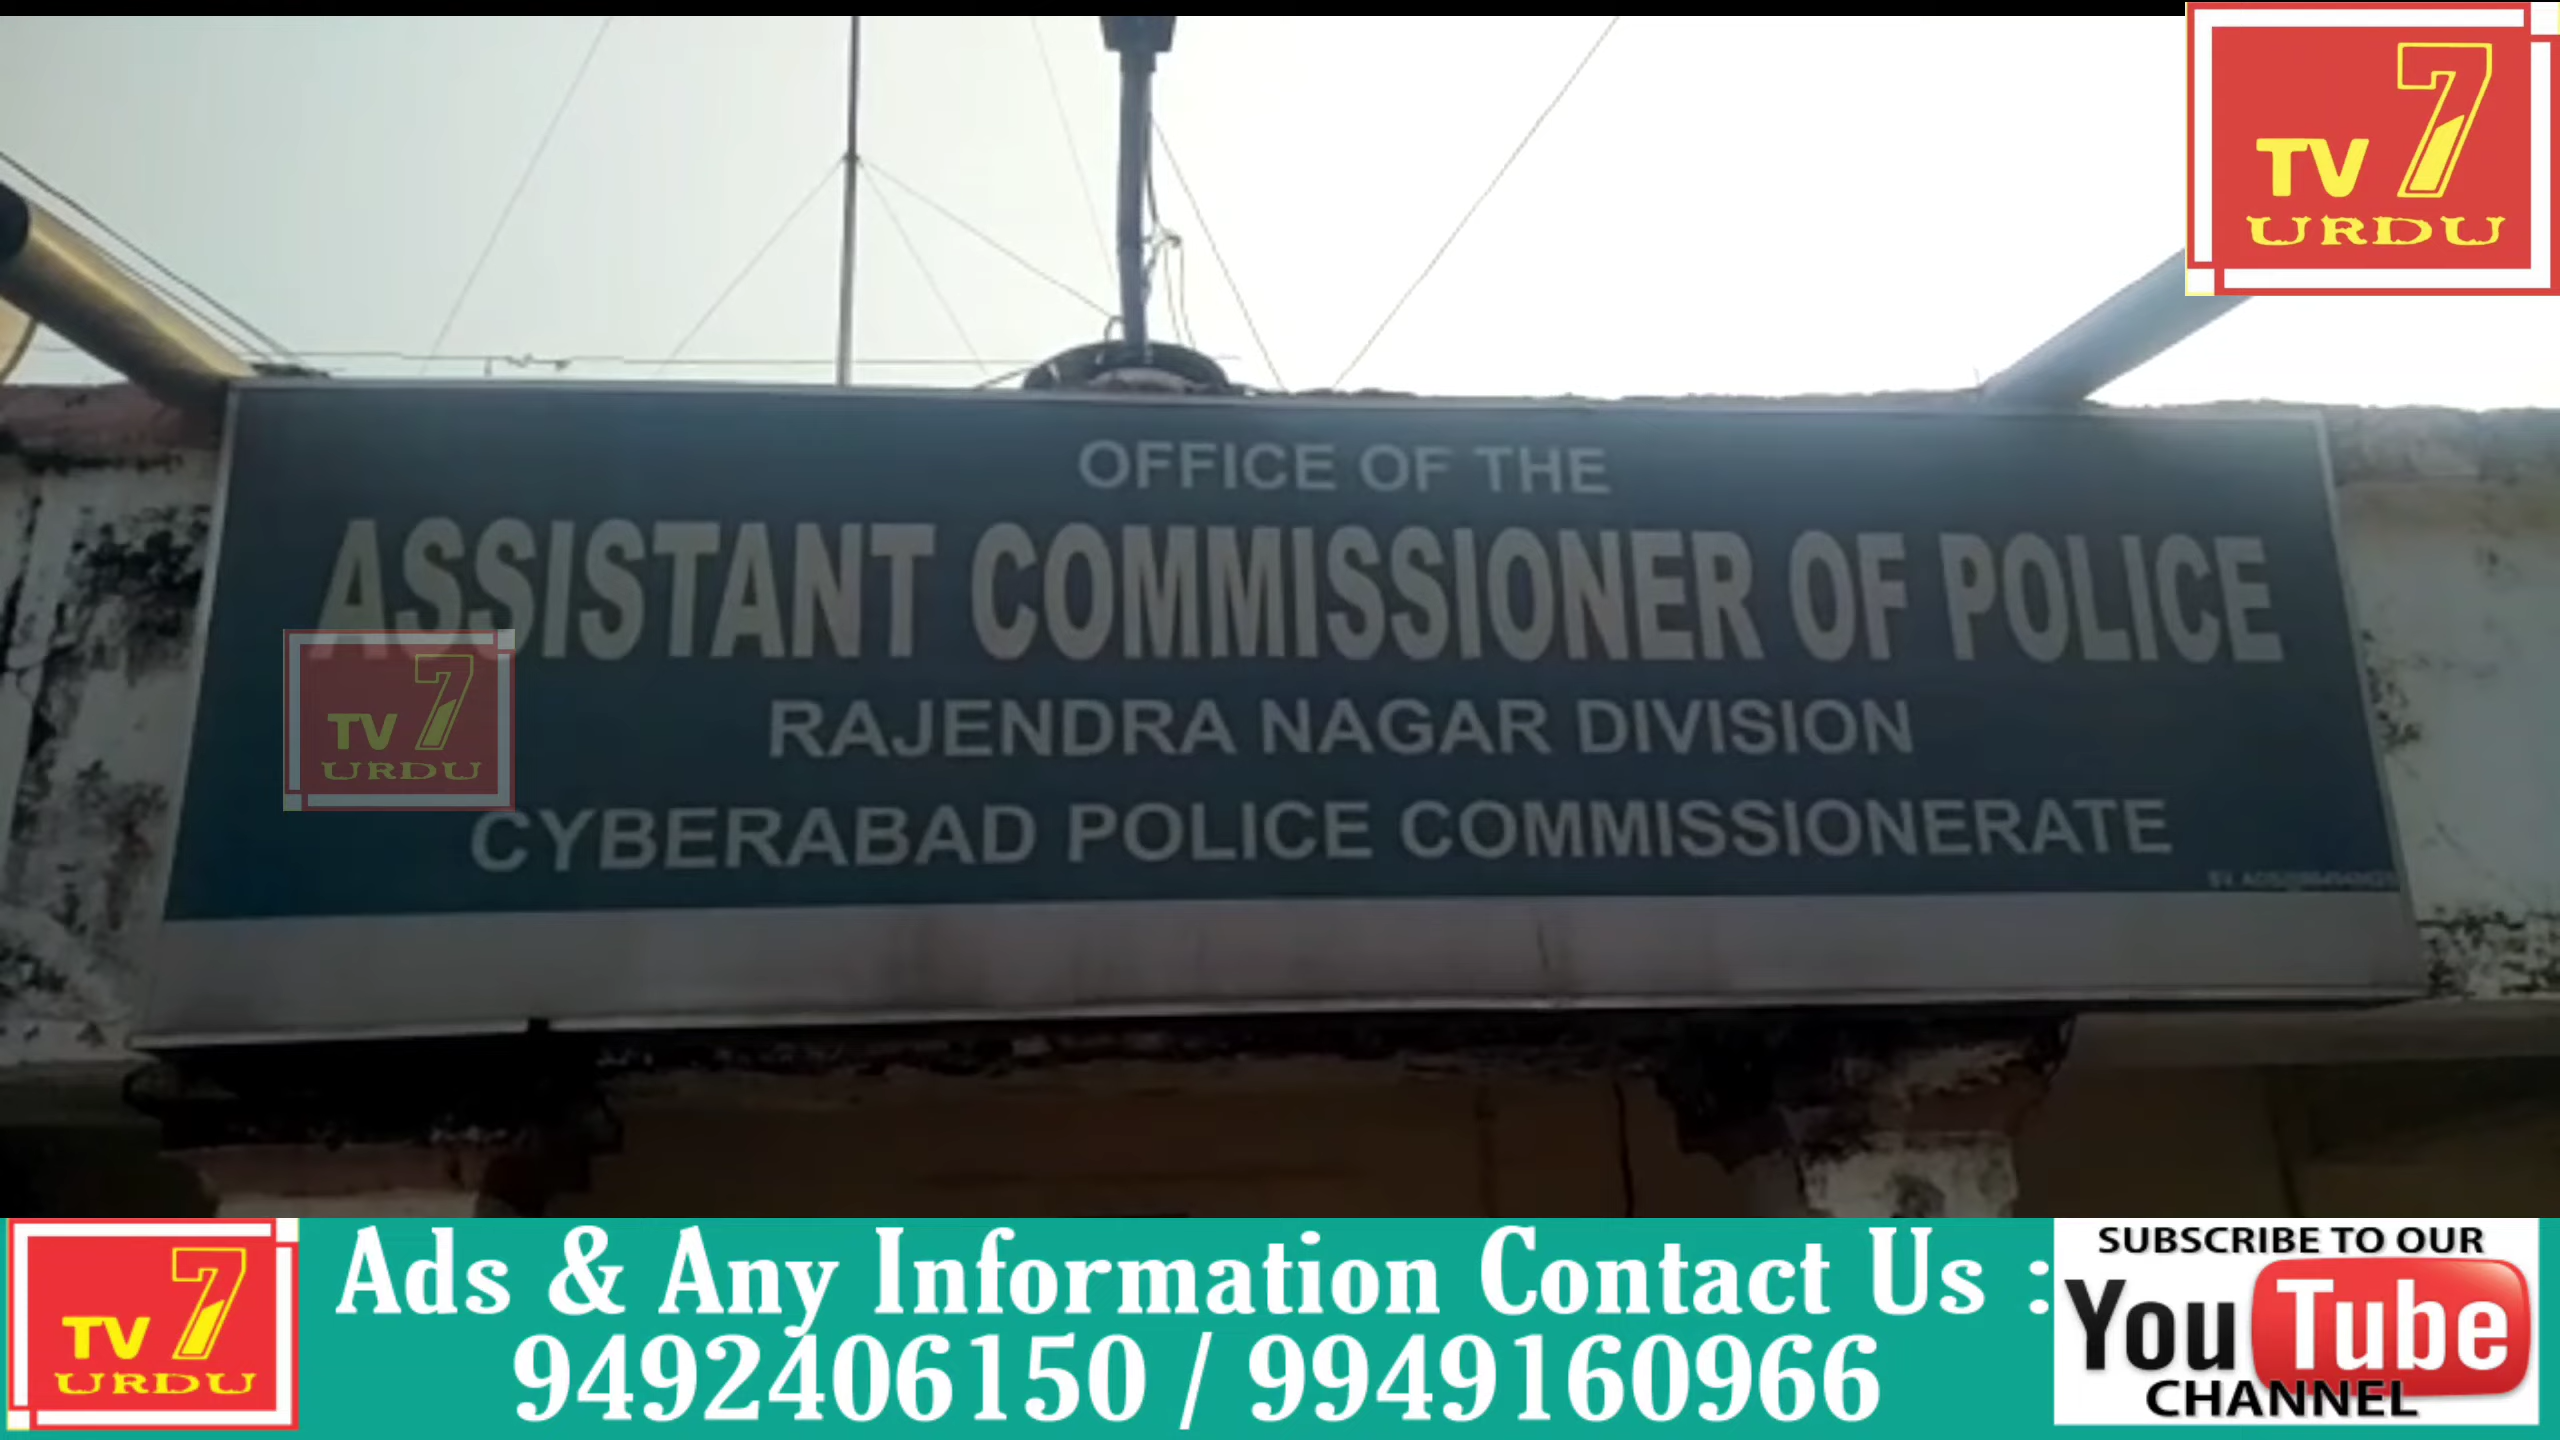 TV 7
URDU
OFFICE OF THE
ASSISTANT COMMISSIONER OF POLICE
RAJENDRA NAGAR DIVISION
CYBERABAD POLICE COMMISSIONERATE
TV 7
URDU
TV 7
URDU
Ads & Any Information Contact Us :
9492406150 / 9949160966
SUBSCRIBE TO OUR
YouTube
CHANNEL